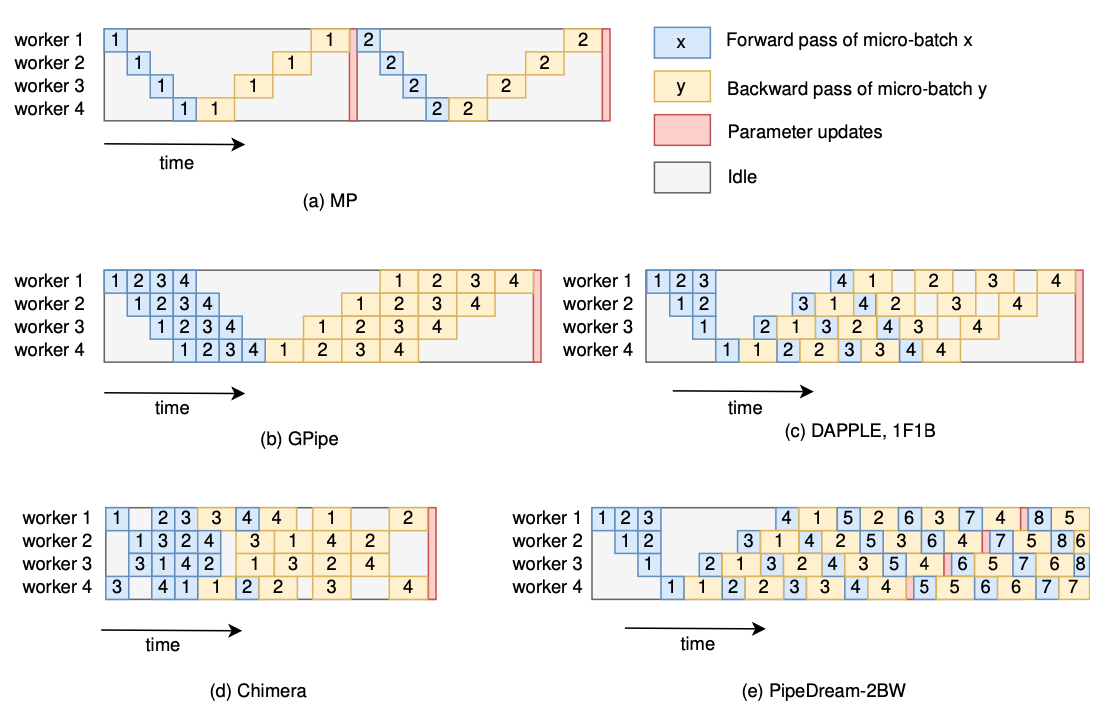 worker 1 1 1 2 2
worker 2 1 1 2 2
worker 3 1 1 2 2
worker 4 1 1 2 2
time
(a) MP
x Forward pass of micro-batch x
y Backward pass of micro-batch y
Parameter updates
Idle
worker 1 1 2 3 4 1 2 3 4
worker 2 1 2 3 4 1 2 3 4
worker 3 1 2 3 4 1 2 3 4
worker 4 1 2 3 4 1 2 3 4
time
(b) GPipe
worker 1 1 2 3 4 1 2 3 4
worker 2 1 2 3 1 4 2 3 4
worker 3 1 2 1 3 2 4 3 4
worker 4 1 1 2 2 3 3 4 4
time
(c) DAPPLE, 1F1B
worker 1 1 2 3 3 4 4 1 2
worker 2 1 3 2 4 3 1 4 2
worker 3 3 1 4 2 1 3 2 4
worker 4 3 4 1 1 2 2 3 4
time
(d) Chimera
worker 1 1 2 3 4 1 5 2 6 3 7 4 8 5
worker 2 1 2 3 1 4 2 5 3 6 4 7 5 8 6
worker 3 1 2 1 3 2 4 3 5 4 6 5 7 6 8
worker 4 1 1 2 2 3 3 4 4 5 5 6 6 7 7
time
(e) PipeDream-2BW